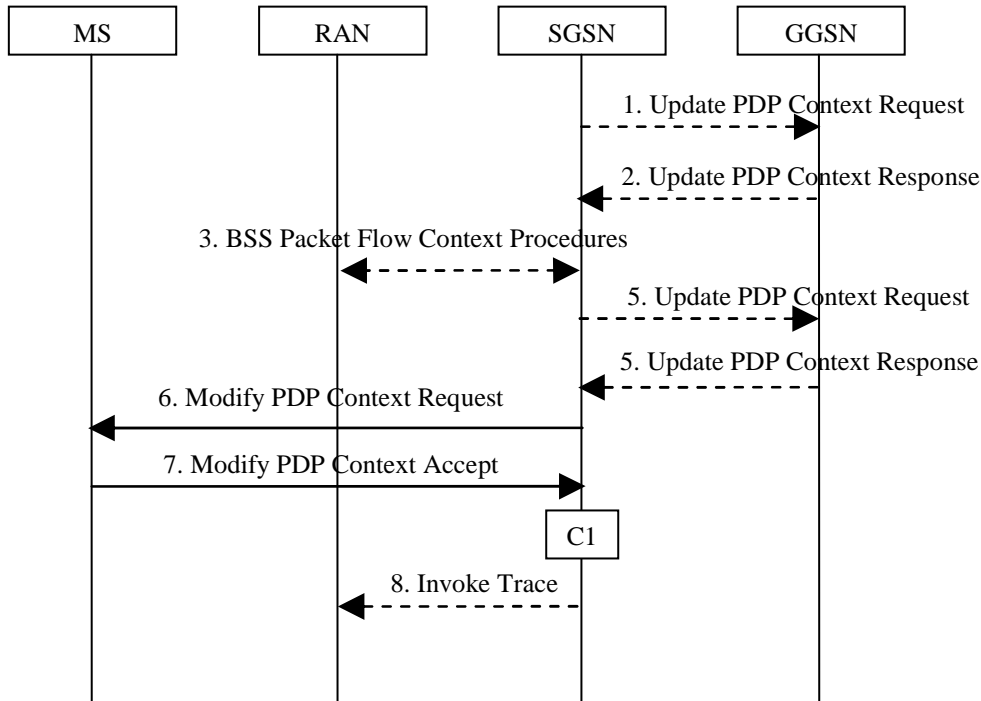 MS
RAN
SGSN
GGSN
1. Update PDP Context Request
2. Update PDP Context Response
3. BSS Packet Flow Context Procedures
5. Update PDP Context Request
5. Update PDP Context Response
6. Modify PDP Context Request
7. Modify PDP Context Accept
C1
8. Invoke Trace